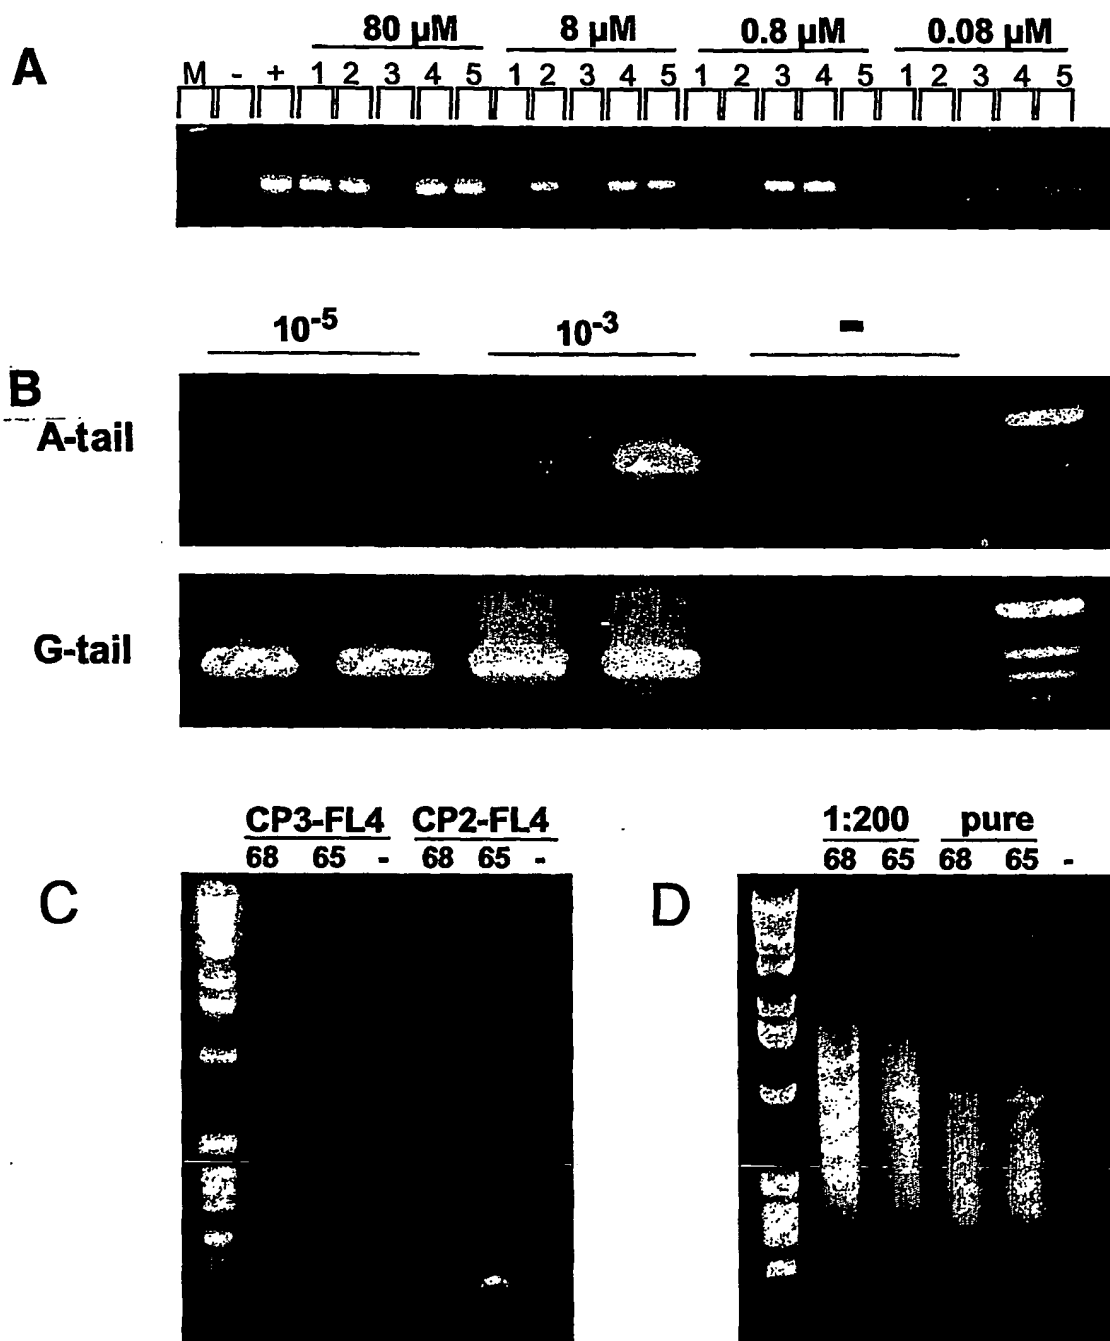 80 µM 8 µM 0.8 µM 0.08 µM
A
M - + 1 2 3 4 5 1 2 3 4 5 1 2 3 4 5 1 2 3 4 5
10-5 10-3 -
B
A-tail
G-tail
CP3-FL4 CP2-FL4
68 65 - 68 65 -
C
1:200 pure
68 65 68 65 -
D